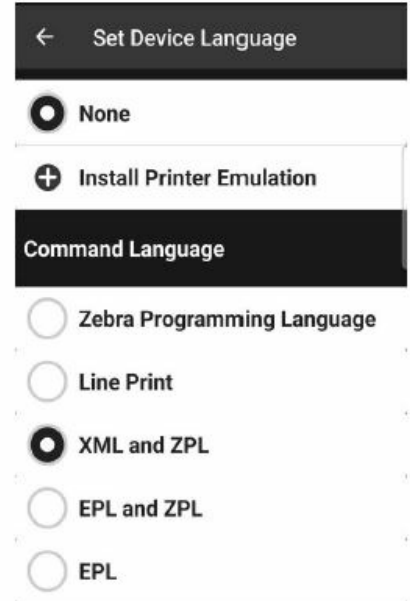 Set Device Language
None
Install Printer Emulation
Command Language
Zebra Programming Language
Line Print
XML and ZPL
EPL and ZPL
EPL